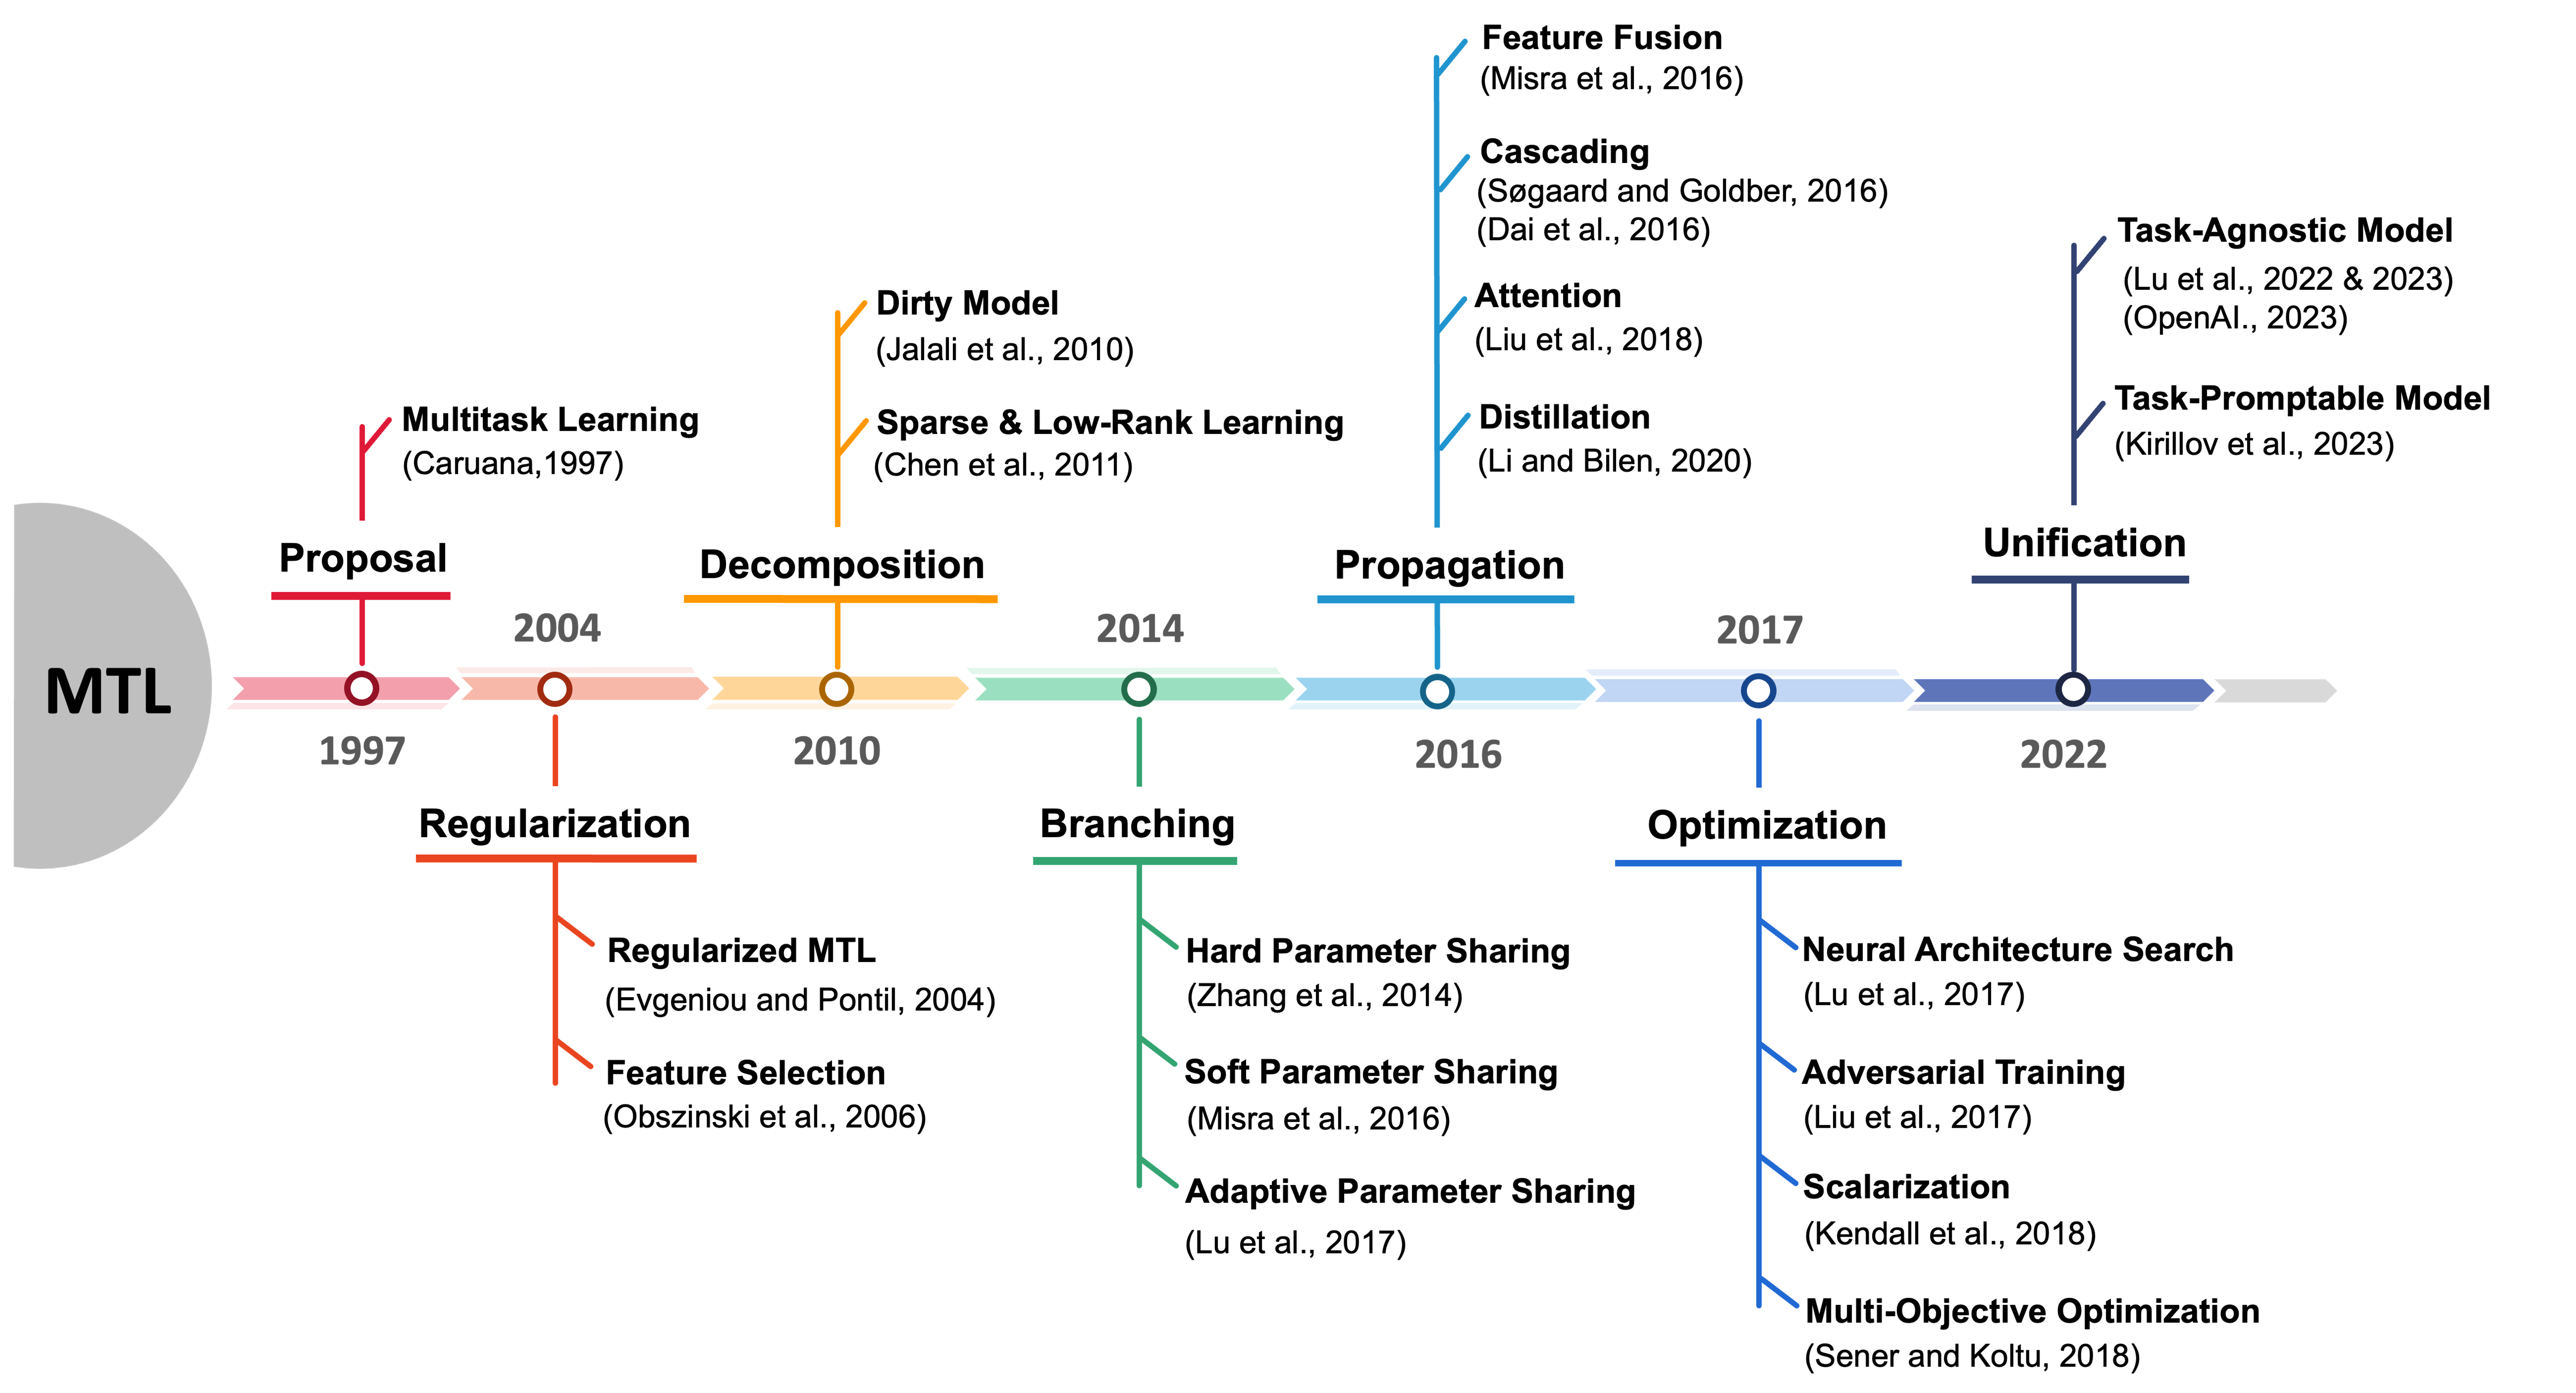 MTL
Proposal
1997
Multitask Learning
(Caruana,1997)
2004
Regularization
Regularized MTL
(Evgeniou and Pontil, 2004)
Feature Selection
(Obszinski et al., 2006)
Decomposition
2010
Dirty Model
(Jalali et al., 2010)
Sparse & Low-Rank Learning
(Chen et al., 2011)
2014
Branching
Hard Parameter Sharing
(Zhang et al., 2014)
Soft Parameter Sharing
(Misra et al., 2016)
Adaptive Parameter Sharing
(Lu et al., 2017)
Propagation
2016
Feature Fusion
(Misra et al., 2016)
Cascading
(Søgaard and Goldber, 2016)
(Dai et al., 2016)
Attention
(Liu et al., 2018)
Distillation
(Li and Bilen, 2020)
2017
Optimization
Neural Architecture Search
(Lu et al., 2017)
Adversarial Training
(Liu et al., 2017)
Scalarization
(Kendall et al., 2018)
Multi-Objective Optimization
(Sener and Koltu, 2018)
Unification
2022
Task-Agnostic Model
(Lu et al., 2022 & 2023)
(OpenAI., 2023)
Task-Promptable Model
(Kirillov et al., 2023)